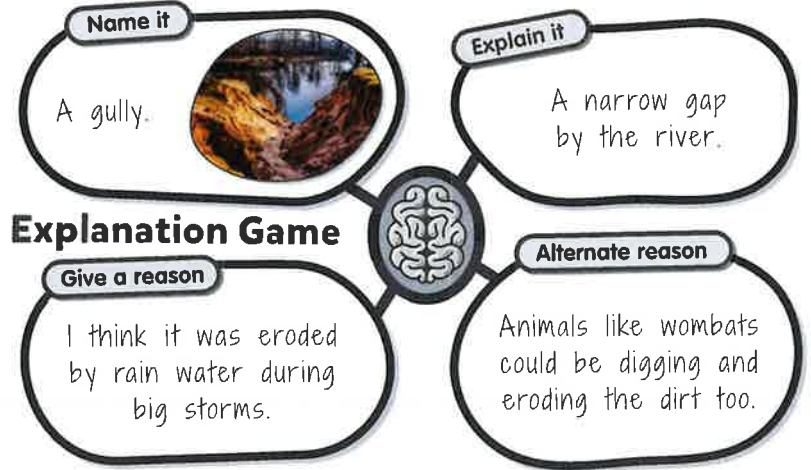 Name it
A gully.
Explain it
A narrow gap
by the river.
Explanation Game
Give a reason
I think it was eroded
by rain water during
big storms.
Alternate reason
Animals like wombats
could be digging and
eroding the dirt too.